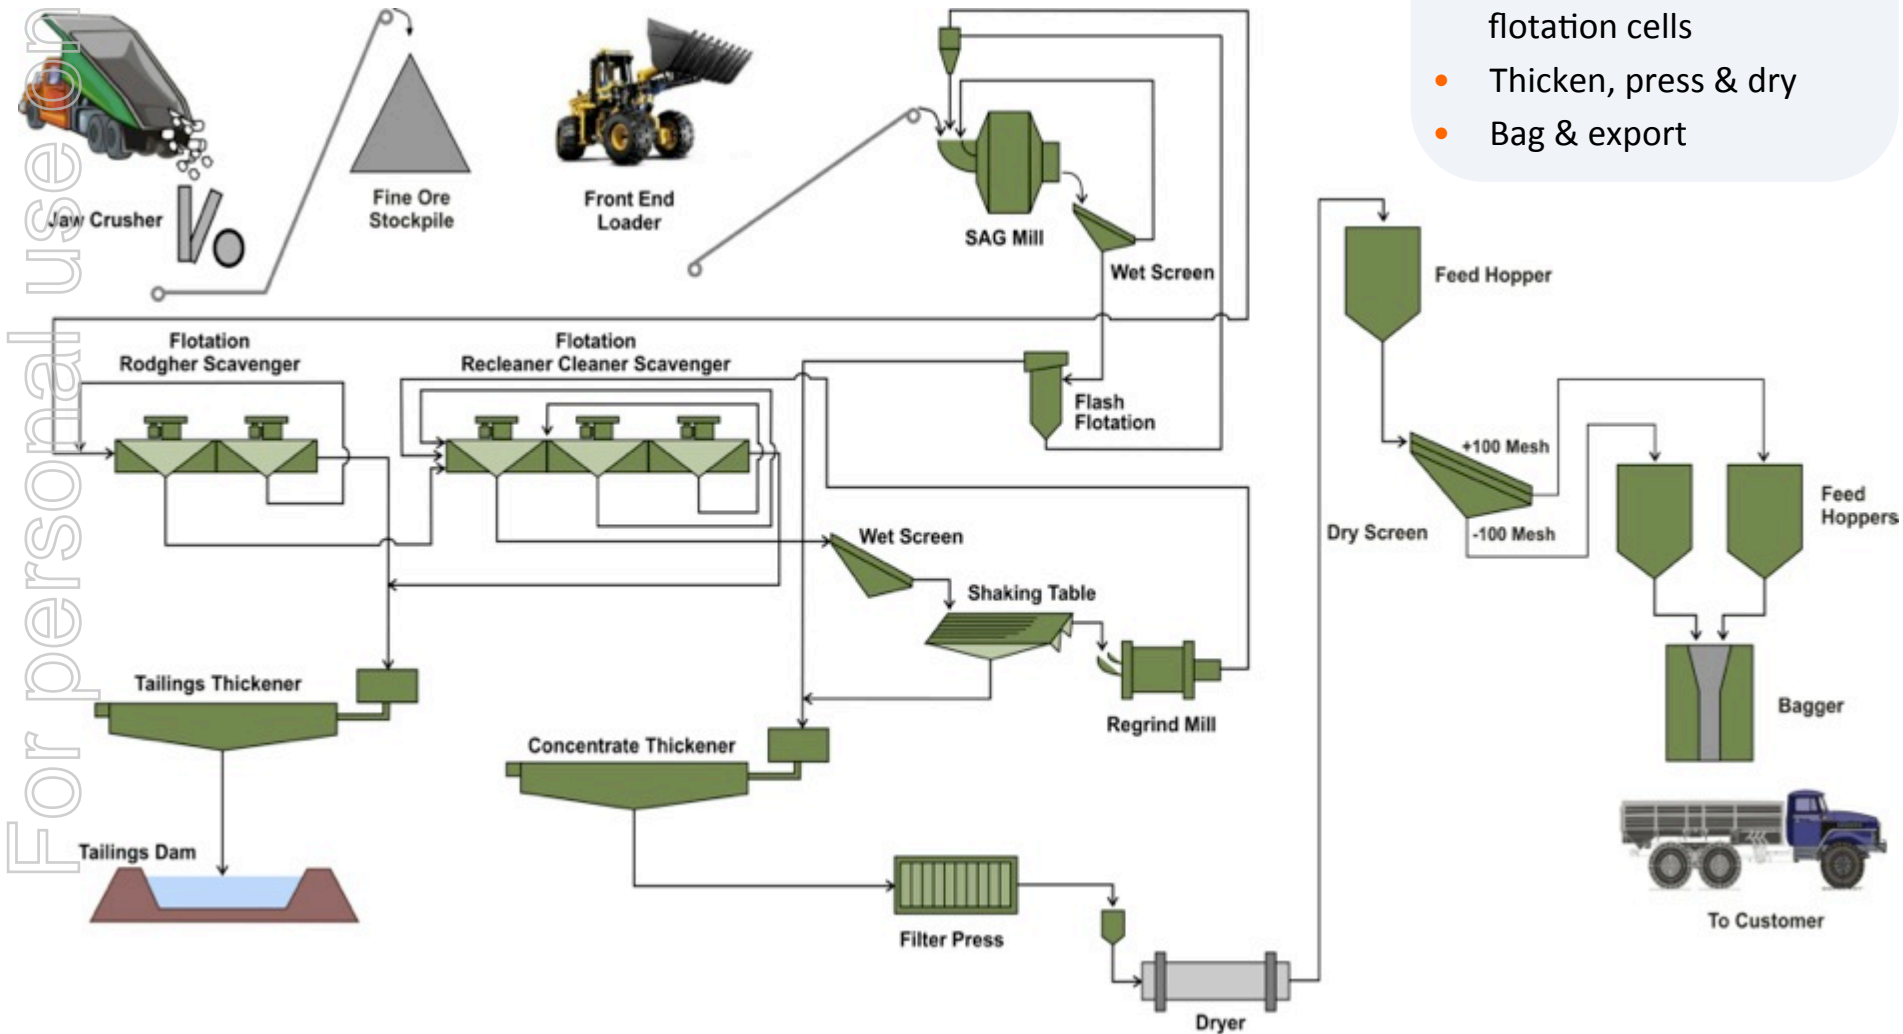 For personal use on
flotation cells
• Thicken, press & dry
• Bag & export
Jaw Crusher
Fine Ore
Stockpile
Front End
Loader
SAG Mill
Wet Screen
Feed Hopper
Flotation
Rodgher Scavenger
Flotation
Recleaner Cleaner Scavenger
Flash
Flotation
+100 Mesh
-100 Mesh
Dry Screen
Feed
Hoppers
Wet Screen
Shaking Table
Regrind Mill
Tailings Thickener
Concentrate Thickener
Bagger
Tailings Dam
Filter Press
Dryer
To Customer